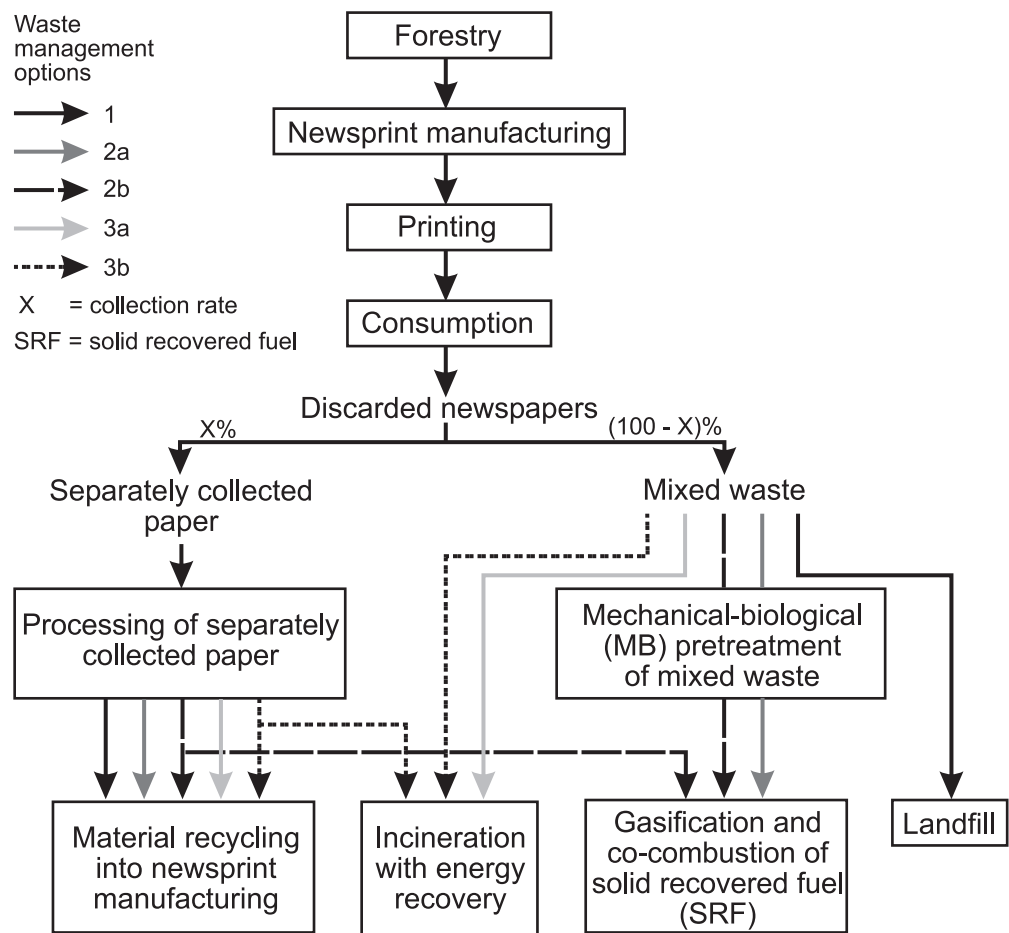 Waste
management
options
1
2a
2b
3a
3b
X = collection rate
SRF = solid recovered fuel
Forestry
Newsprint manufacturing
Printing
Consumption
Discarded newspapers
X%
(100 - X)%
Separately collected
paper
Mixed waste
Processing of separately
collected paper
Mechanical-biological
(MB) pretreatment
of mixed waste
Material recycling
into newsprint
manufacturing
Incineration
with energy
recovery
Gasification and
co-combustion of
solid recovered fuel
(SRF)
Landfill